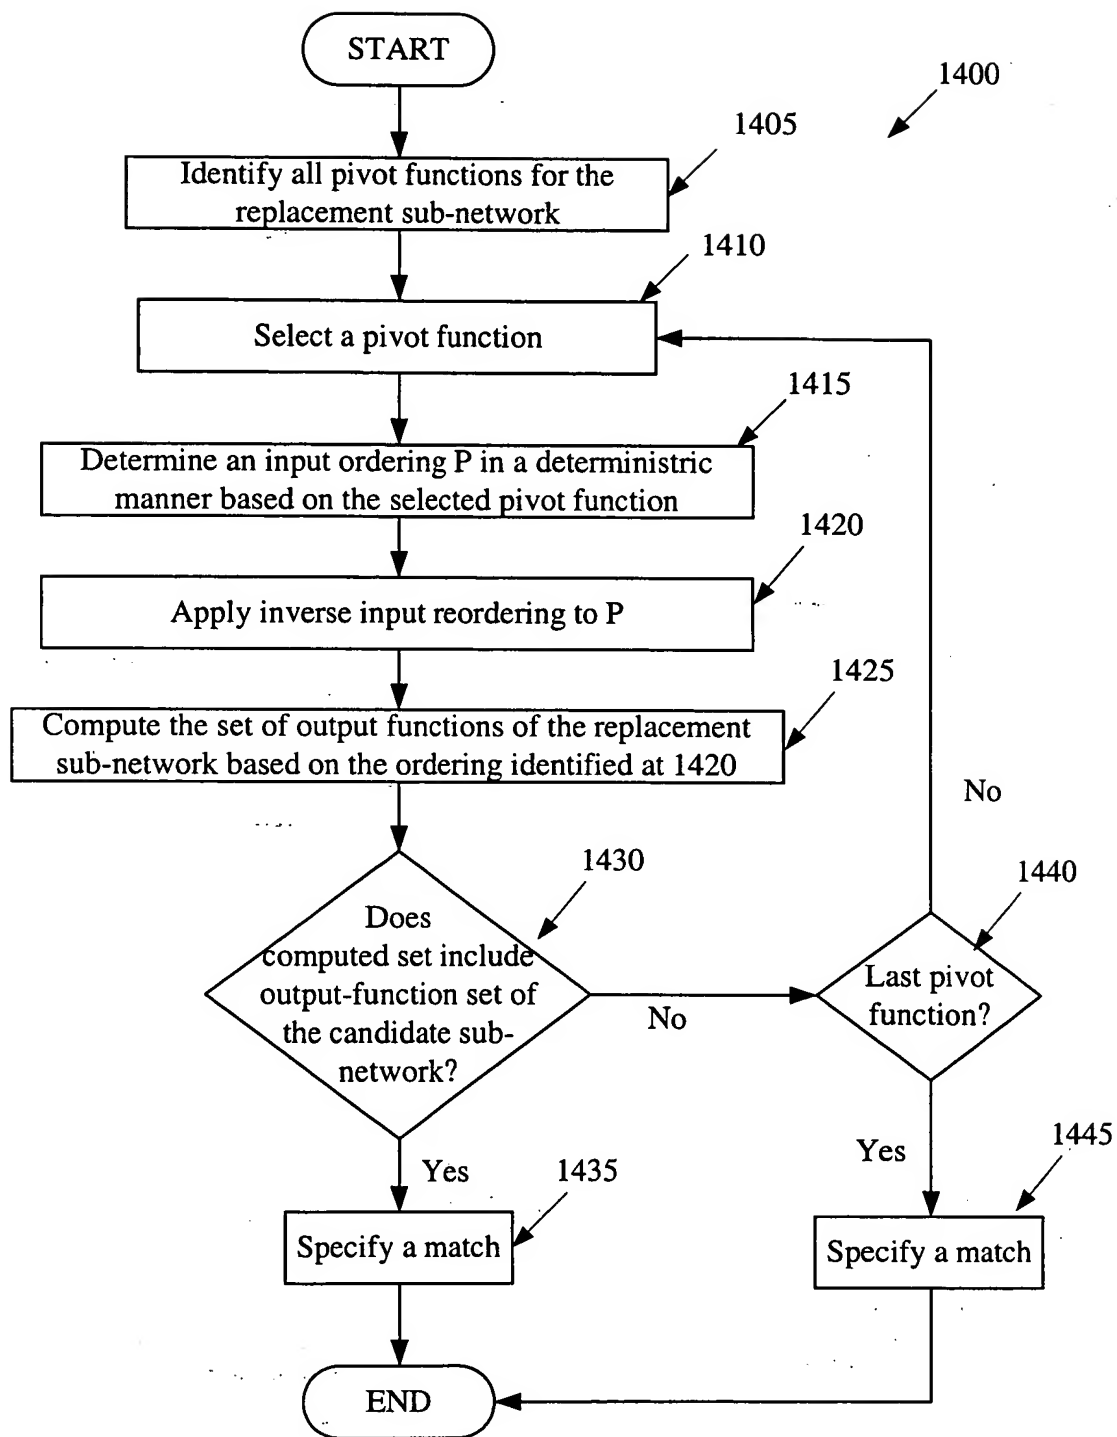 START
1400
1405
Identify all pivot functions for the
replacement sub-network
1410
Select a pivot function
1415
Determine an input ordering P in a deterministric
manner based on the selected pivot function
1420
Apply inverse input reordering to P
1425
Compute the set of output functions of the replacement
sub-network based on the ordering identified at 1420
No
1430
Does
computed set include
output-function set of
the candidate sub-
network?
No
1440
Last pivot
function?
Yes
1435
Specify a match
Yes
1445
Specify a match
END